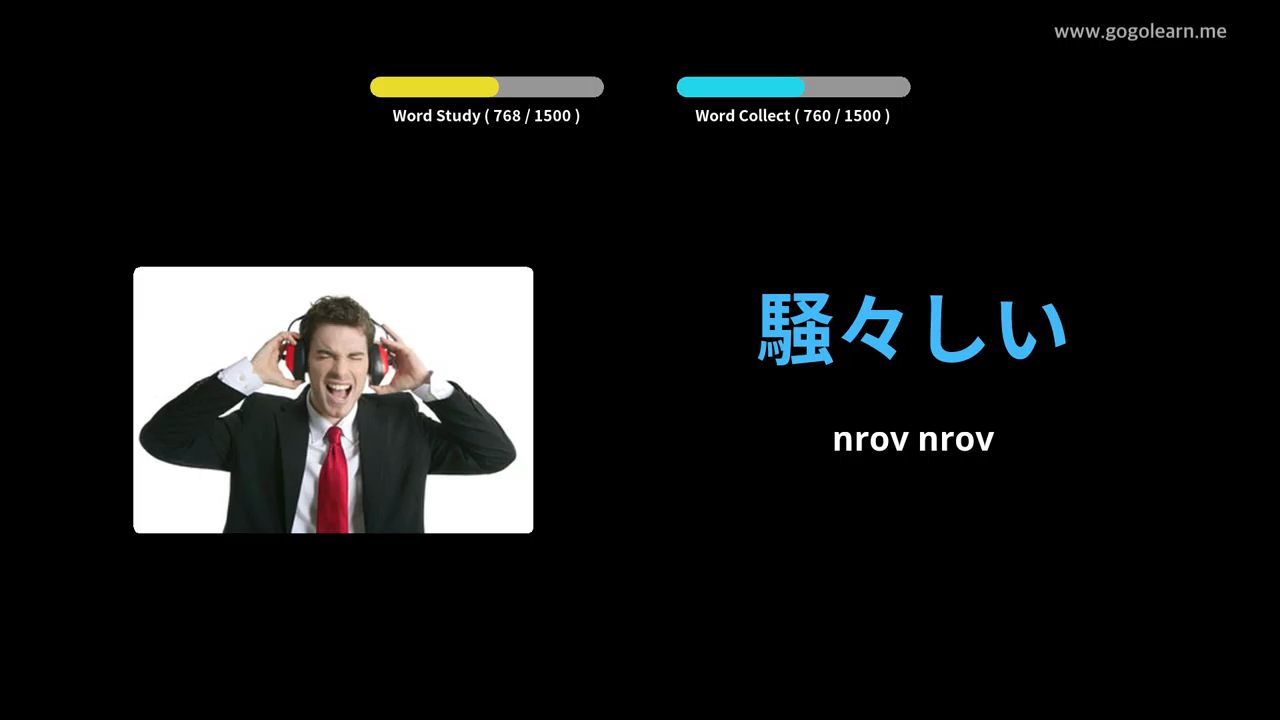 www.gogolearn.me
Word Study ( 768 / 1500 )
Word Collect ( 760 / 1500 )
騒々しい
nrov nrov